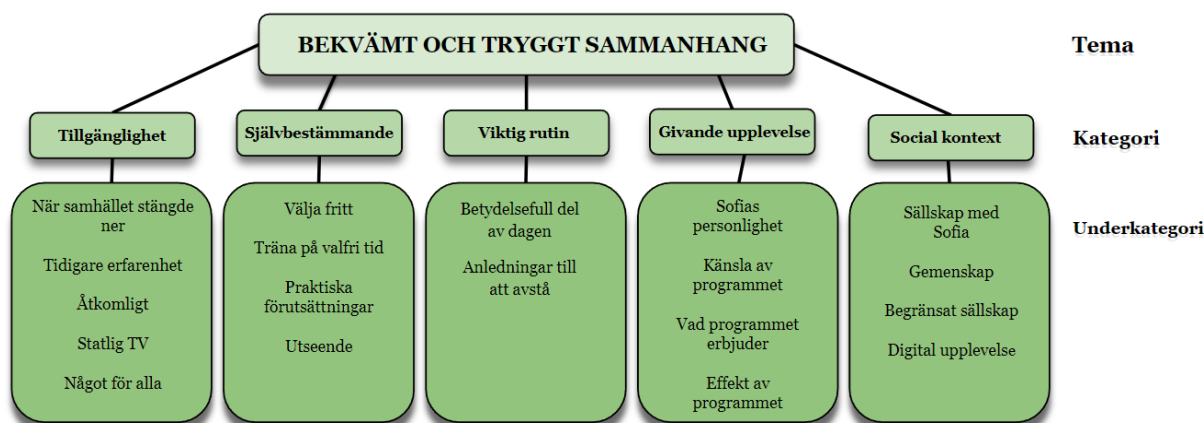 BEKVÄMT OCH TRYGGT SAMMANHANG
Tema
Tillgänglighet
Självbestämmande
Viktig rutin
Givande upplevelse
Social kontext
Kategori
När samhället stängde
ner
Tidigare erfarenhet
Åtkomligt
Statlig TV
Något för alla
Välja fritt
Träna på valfri tid
Praktiska
förutsättningar
Utseende
Betydelsefull del
av dagen
Anledningar till
att avstå
Sofias
personlighet
Känsla av
programmet
Vad programmet
erbjuder
Effekt av
programmet
Sällskap med
Sofia
Gemenskap
Begränsat sällskap
Digital upplevelse
Underkategori